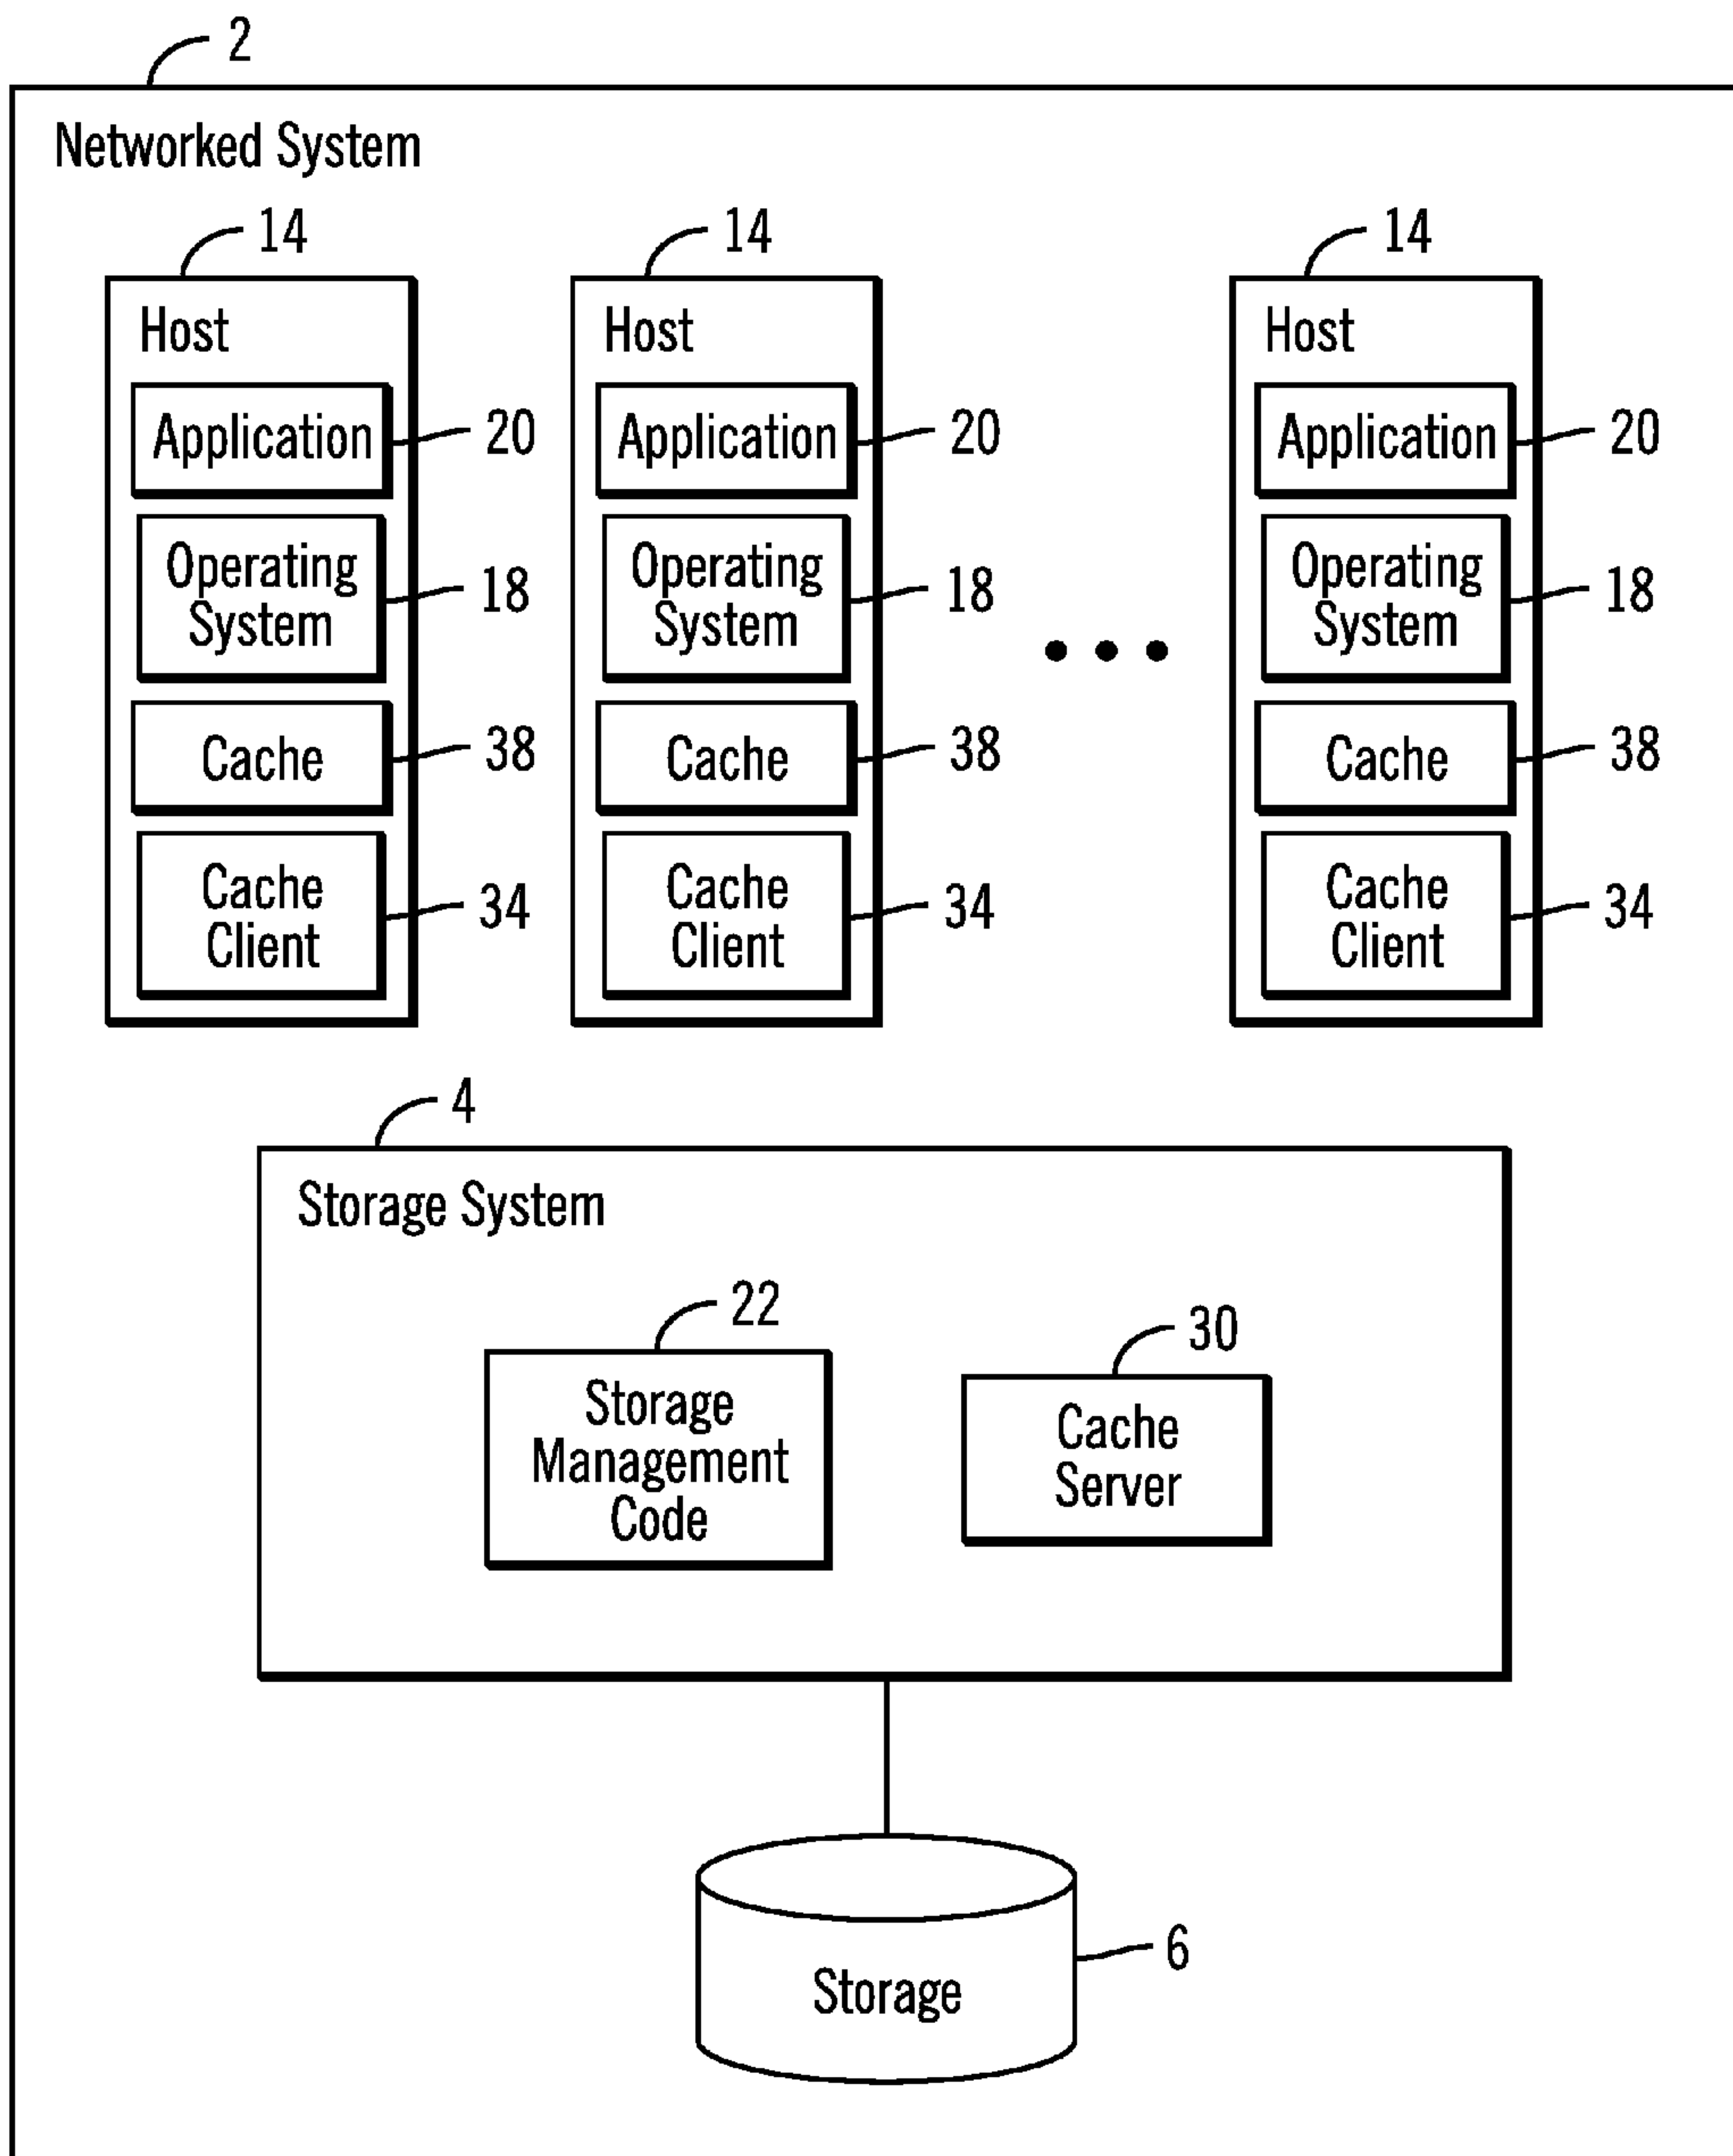 2
Networked System
14
14
14
Host
Host
Host
Application
20
Application
20
Application
20
Operating
System
18
Operating
System
18
Operating
System
18
Cache
38
Cache
38
Cache
38
Cache
Client
34
Cache
Client
34
Cache
Client
34
4
Storage System
22
30
Storage
Management
Code
Cache
Server
Storage
6